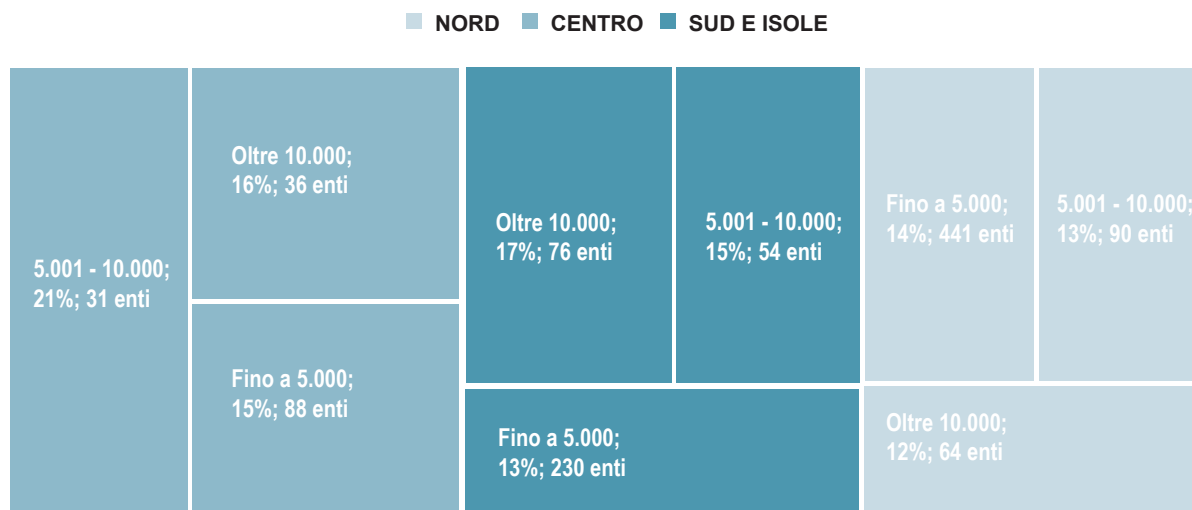 NORD CENTRO SUD E ISOLE
5.001 - 10.000;
21%; 31 enti
Oltre 10.000;
16%; 36 enti
Fino a 5.000;
15%; 88 enti
Oltre 10.000;
17%; 76 enti
5.001 - 10.000;
15%; 54 enti
Fino a 5.000;
13%; 230 enti
Fino a 5.000;
14%; 441 enti
5.001 - 10.000;
13%; 90 enti
Oltre 10.000;
12%; 64 enti